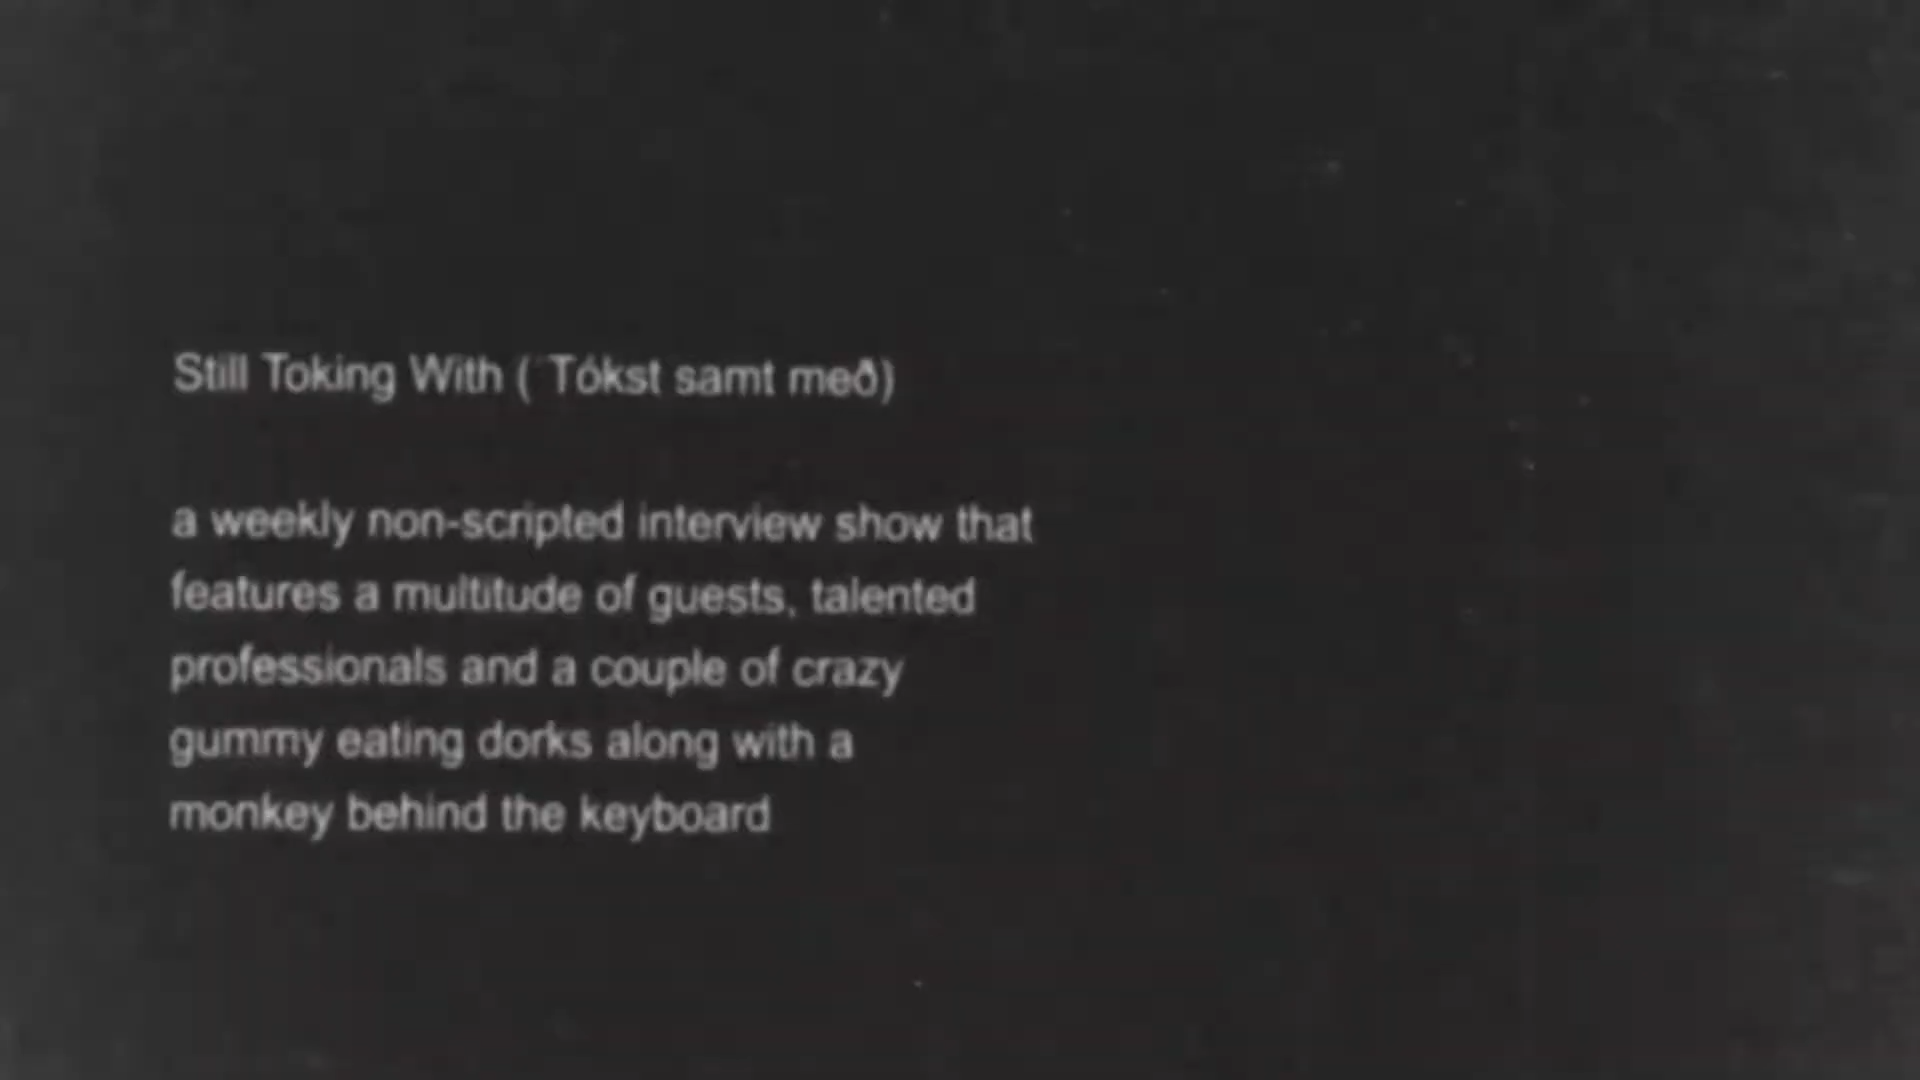 Still Toking With ( Tókst samt með)
a weekly non-scripted interview show that
features a multitude of guests, talented
professionals and a couple of crazy
gummy eating dorks along with a
monkey behind the keyboard